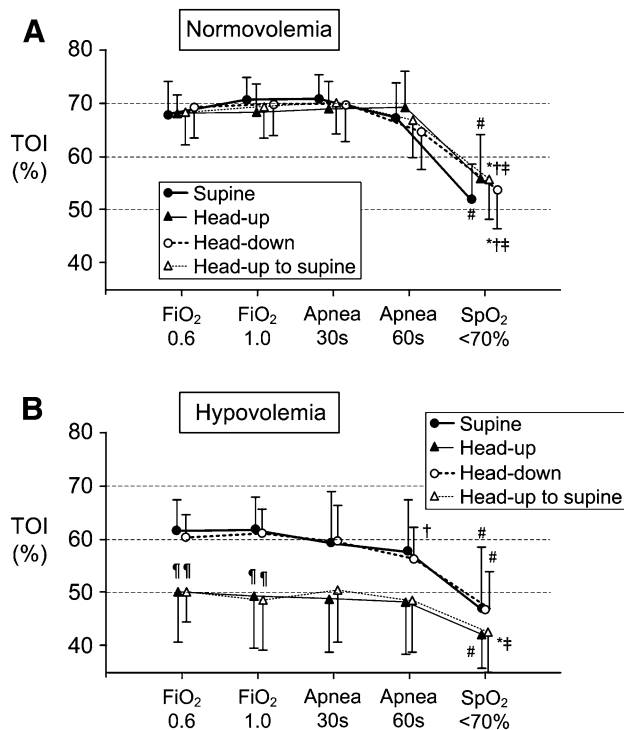 A
Normovolemia
80
70
60
50
40
TOI
(%)
#
*†‡
#
*†‡
Supine
Head-up
Head-down
Head-up to supine
FiO₂ FiO₂ Apnea Apnea SpO₂
0.6 1.0 30s 60s <70%
B
Hypovolemia
Supine
Head-up
Head-down
Head-up to supine
80
70
60
50
40
TOI
(%)
†
#
#
¶ ¶ ¶ ¶
# *‡
FiO₂ FiO₂ Apnea Apnea SpO₂
0.6 1.0 30s 60s <70%